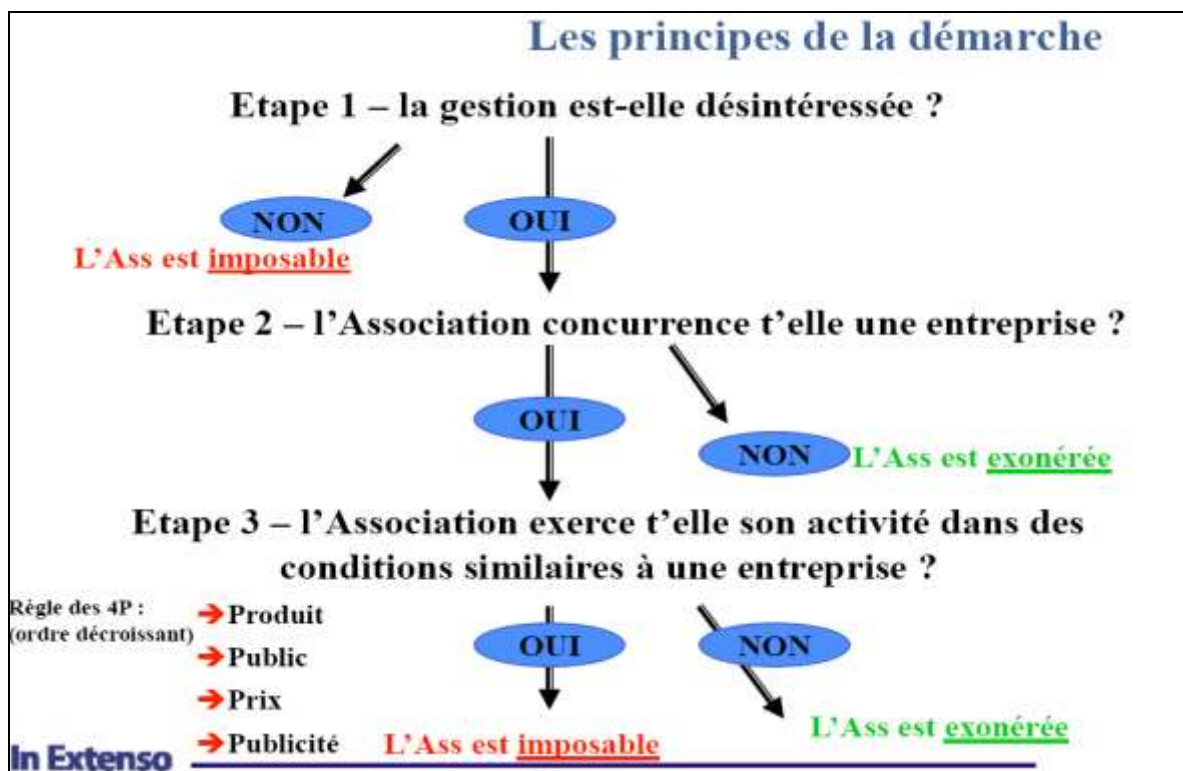 Les principes de la démarche
Etape 1 – la gestion est-elle désintéressée ?
NON
OUI
L'Ass est imposable
Etape 2 – l'Association concurrence t'elle une entreprise ?
OUI
NON
L'Ass est exonérée
Etape 3 – l'Association exerce t'elle son activité dans des
conditions similaires à une entreprise ?
Règle des 4P :
(ordre décroissant)
Produit
Public
Prix
Publicité
OUI
NON
L'Ass est imposable
L'Ass est exonérée
In Extenso